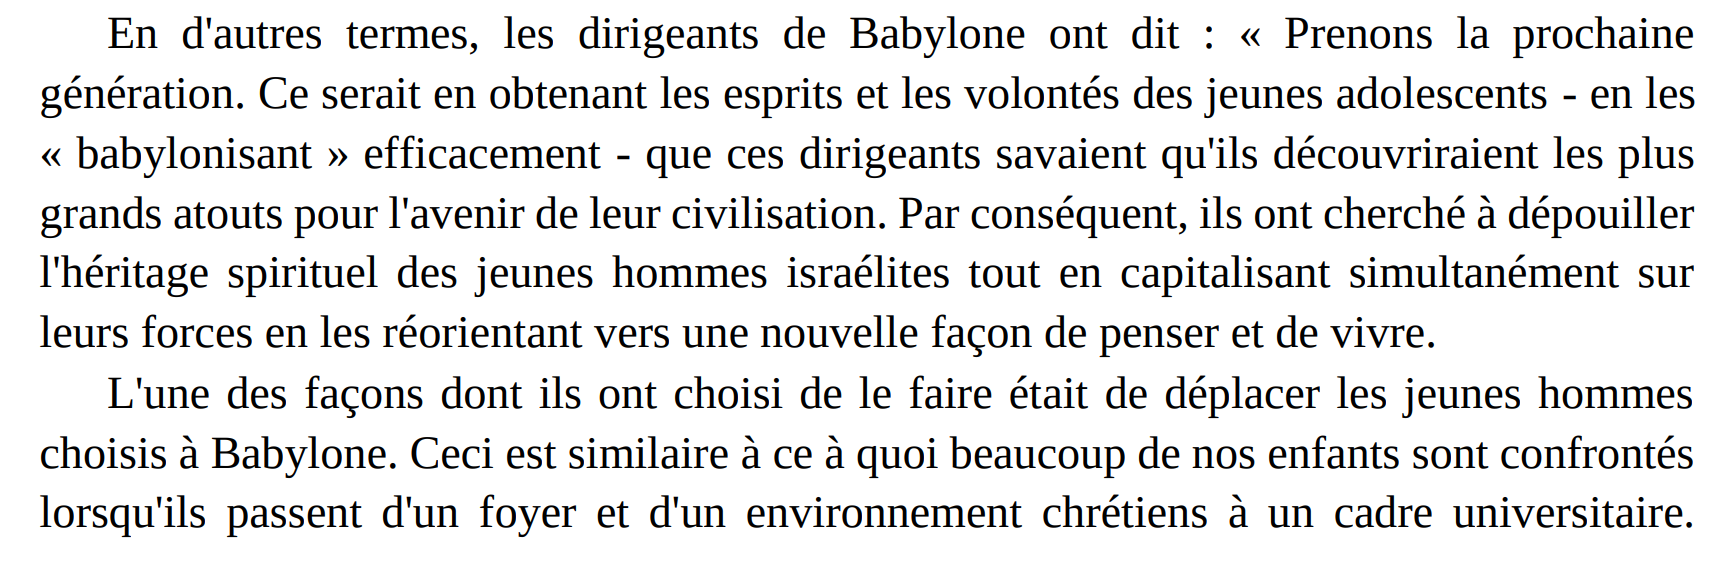 En d'autres termes, les dirigeants de Babylone ont dit : « Prenons la prochaine
génération. Ce serait en obtenant les esprits et les volontés des jeunes adolescents - en les
« babylonisant » efficacement - que ces dirigeants savaient qu'ils découvriraient les plus
grands atouts pour l'avenir de leur civilisation. Par conséquent, ils ont cherché à dépouiller
l'héritage spirituel des jeunes hommes israélites tout en capitalisant simultanément sur
leurs forces en les réorientant vers une nouvelle façon de penser et de vivre.
L'une des façons dont ils ont choisi de le faire était de déplacer les jeunes hommes
choisis à Babylone. Ceci est similaire à ce à quoi beaucoup de nos enfants sont confrontés
lorsqu'ils passent d'un foyer et d'un environnement chrétiens à un cadre universitaire.